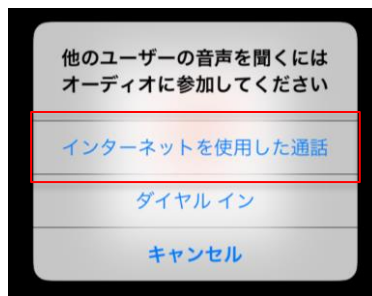 他のユーザーの音声を聞くには
オーディオに参加してください
インターネットを使用した通話
ダイヤル イン
キャンセル